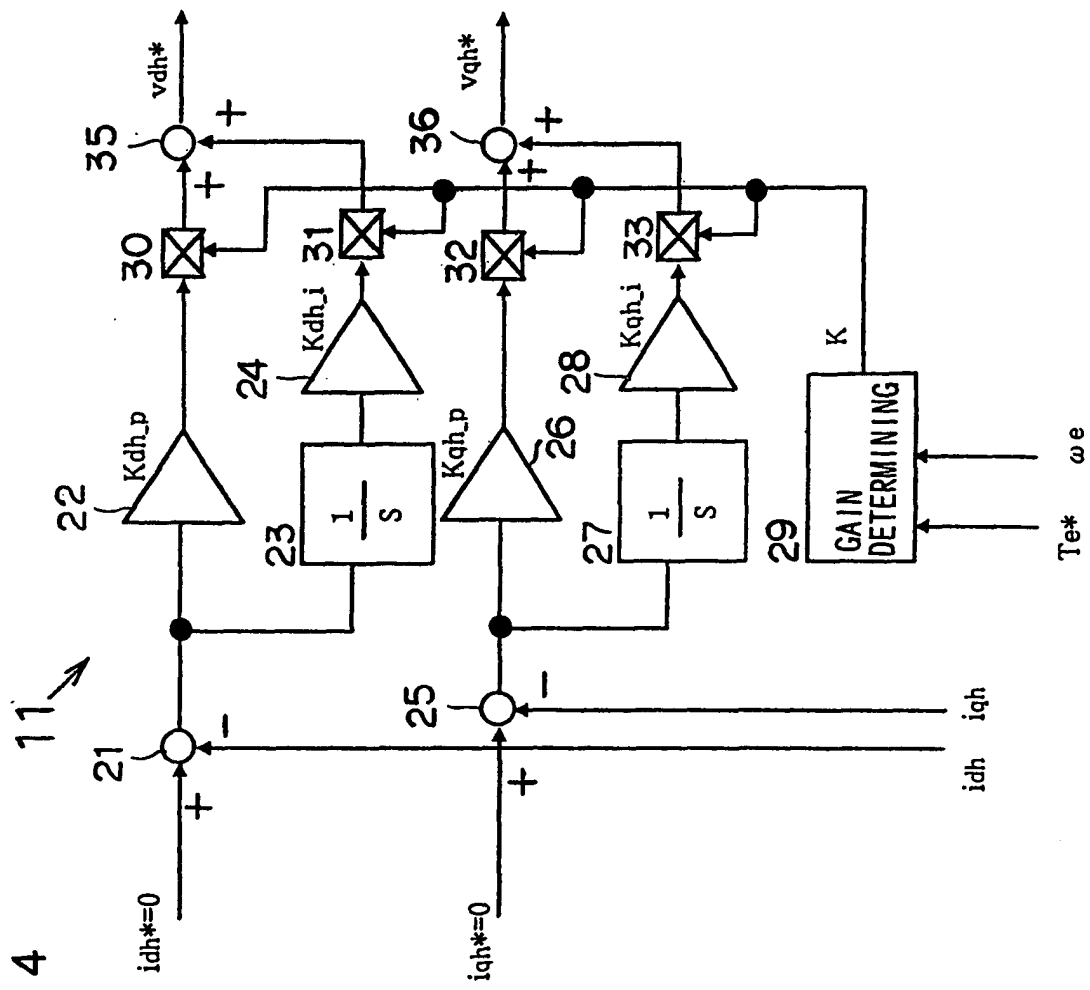 4
11
idh*=0
+
21
−
22
Kdh_p
23
1
S
24
Kdh_i
30
31
+
35
+
vdh*
iqh*=0
+
25
−
Kqh_p
26
27
1
S
28
Kqh_i
32
33
+
36
+
vqh*
29
GAIN
DETERMINING
K
idh
iqh
Te*
ωe